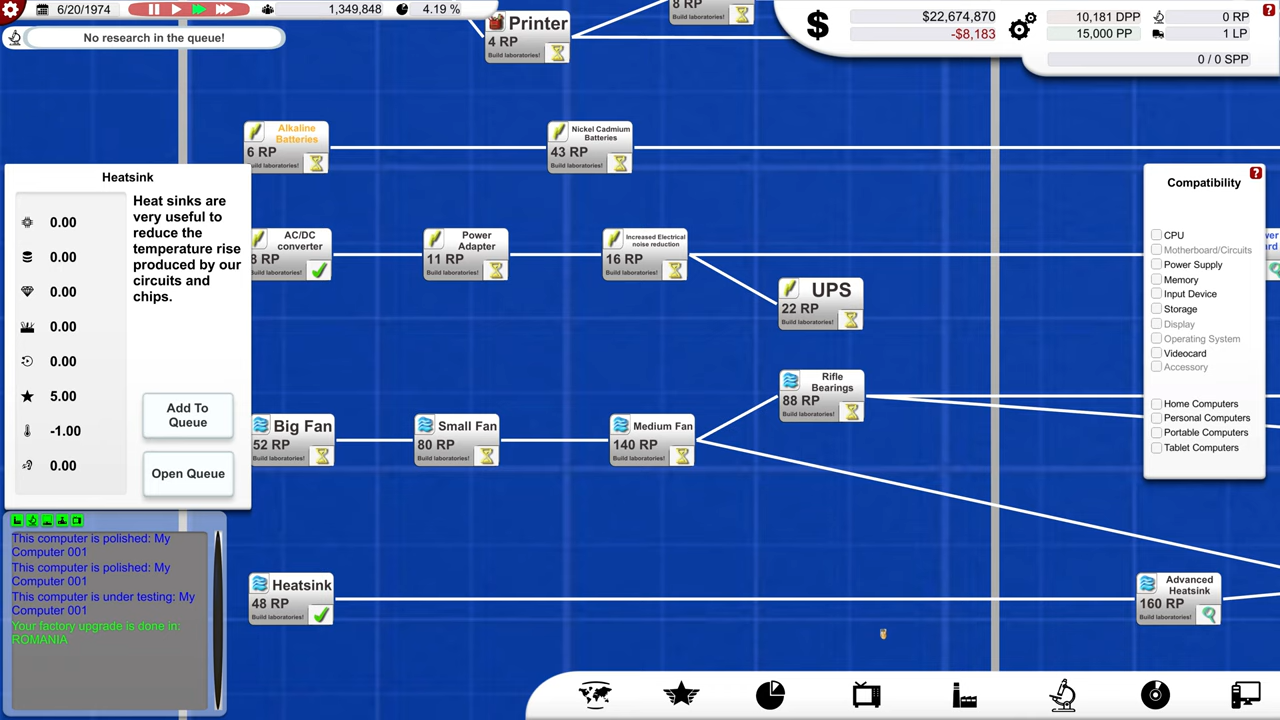 6/20/1974
1,349,848
4.19 %
No research in the queue!
$22,674,870
-$8,183
10,181 DPP
15,000 PP
0 RP
1 LP
0 / 0 SPP
?
Printer
4 RP
Build laboratories!
8 RP
Build laboratories!
Alkaline
Batteries
6 RP
Build laboratories!
Nickel Cadmium
Batteries
43 RP
Build laboratories!
Heatsink
0.00
0.00
0.00
0.00
0.00
5.00
-1.00
0.00
Heat sinks are
very useful to
reduce the
temperature rise
produced by our
circuits and
chips.
Add To
Queue
Open Queue
AC/DC
converter
8 RP
Build laboratories!
Power
Adapter
11 RP
Build laboratories!
Increased Electrical
noise reduction
16 RP
Build laboratories!
UPS
22 RP
Build laboratories!
Rifle
Bearings
88 RP
Build laboratories!
Big Fan
52 RP
Build laboratories!
Small Fan
80 RP
Build laboratories!
Medium Fan
140 RP
Build laboratories!
Heatsink
48 RP
Build laboratories!
Advanced
Heatsink
160 RP
Build laboratories!
Compatibility
?
CPU
Motherboard/Circuits
Power Supply
Memory
Input Device
Storage
Display
Operating System
Videocard
Accessory
Home Computers
Personal Computers
Portable Computers
Tablet Computers
This computer is polished: My
Computer 001
This computer is polished: My
Computer 001
This computer is under testing: My
Computer 001
Your factory upgrade is done in:
ROMANIA